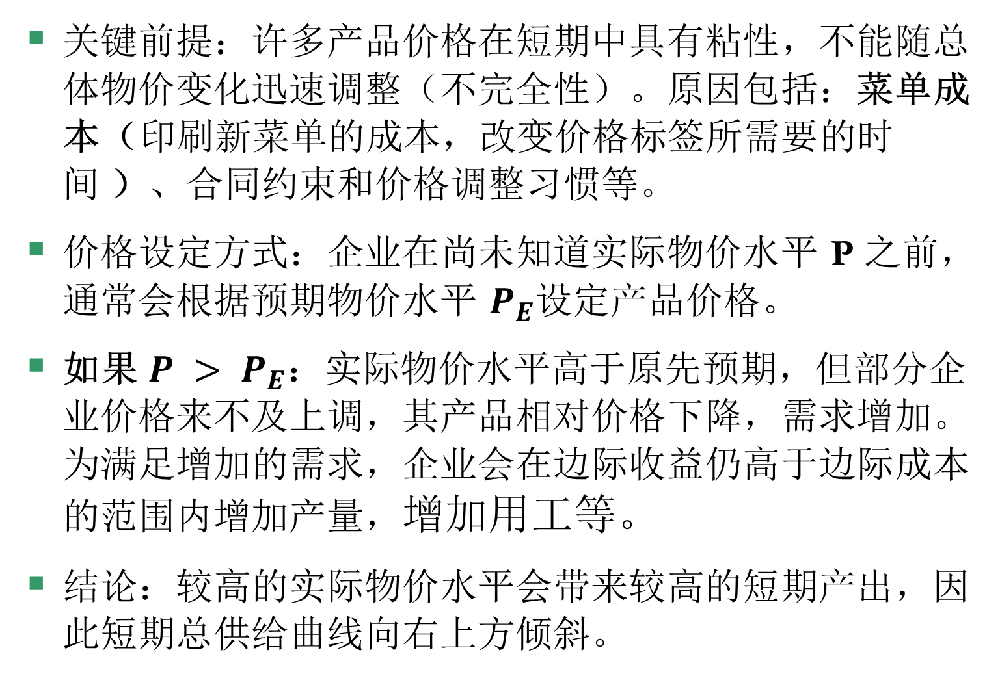 关键前提：许多产品价格在短期中具有粘性，不能随总
体物价变化迅速调整（不完全性）。原因包括：菜单成
本（印刷新菜单的成本，改变价格标签所需要的时
间 ）、合同约束和价格调整习惯等。
价格设定方式：企业在尚未知道实际物价水平 P 之前，
通常会根据预期物价水平 P_E设定产品价格。
如果 P > P_E：实际物价水平高于原先预期，但部分企
业价格来不及上调，其产品相对价格下降，需求增加。
为满足增加的需求，企业会在边际收益仍高于边际成本
的范围内增加产量，增加用工等。
结论：较高的实际物价水平会带来较高的短期产出，因
此短期总供给曲线向右上方倾斜。